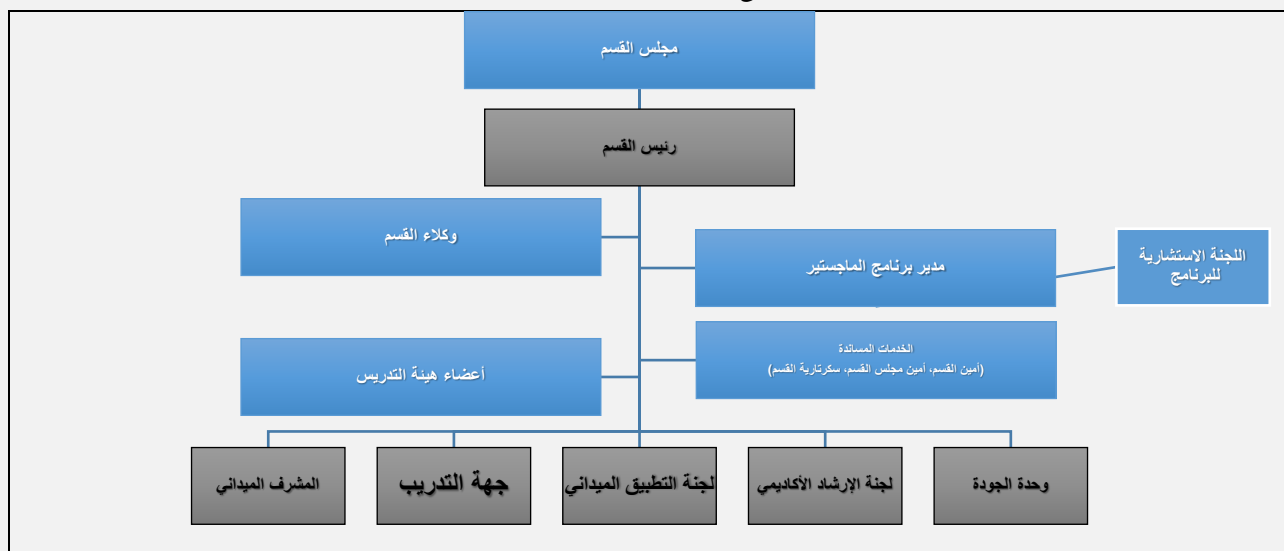 مجلس القسم
رئيس القسم
وكلاء القسم
مدير برنامج الماجستير
اللجنة الاستشارية
للبرنامج
الخدمات المساندة
(أمين القسم، أمين مجلس القسم، سكرتارية القسم)
أعضاء هيئة التدريس
وحدة الجودة
لجنة الإرشاد الأكاديمي
لجنة التطبيق الميداني
جهة التدريب
المشرف الميداني